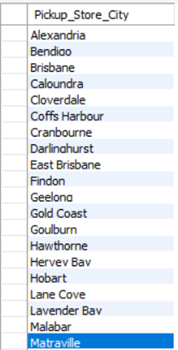 Pickup_Store_City
Alexandria
Bendigo
Brisbane
Caloundra
Cloverdale
Coffs Harbour
Cranbourne
Darlinghurst
East Brisbane
Findon
Geelong
Gold Coast
Goulburn
Hawthorne
Hervey Bay
Hobart
Lane Cove
Lavender Bay
Malabar
Matraville